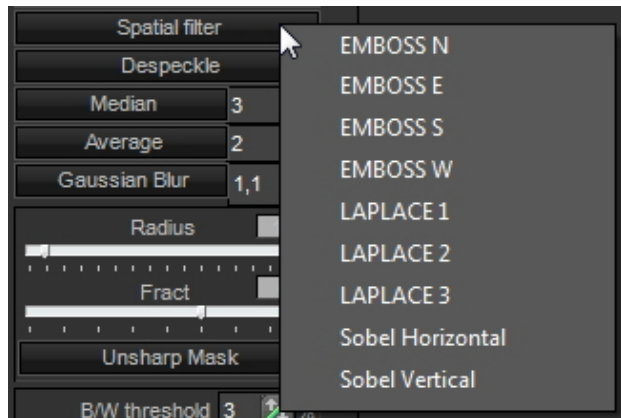 Spatial filter
Despeckle
Median 3
Average 2
Gaussian Blur 1,1
Radius
Fract
Unsharp Mask
B/W threshold 3
EMBOSS N
EMBOSS E
EMBOSS S
EMBOSS W
LAPLACE 1
LAPLACE 2
LAPLACE 3
Sobel Horizontal
Sobel Vertical